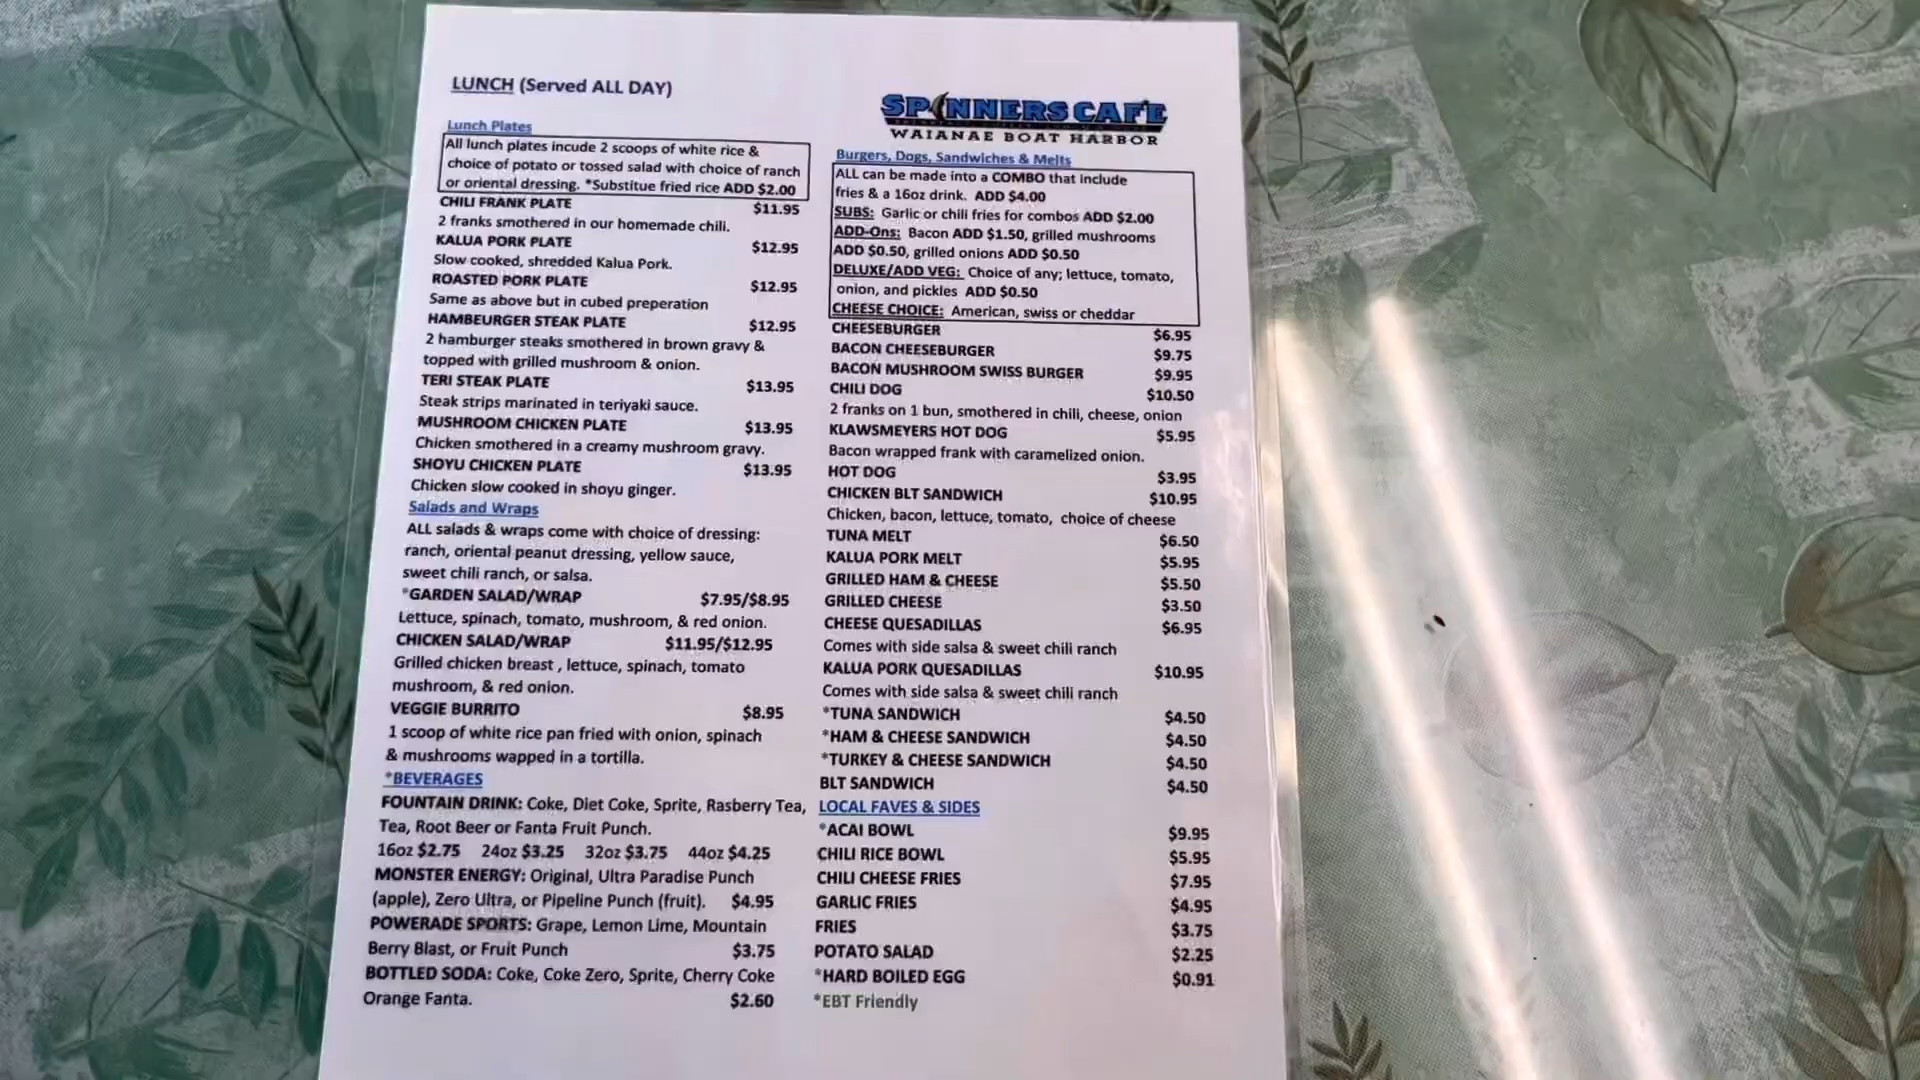 LUNCH (Served ALL DAY)
Lunch Plates
All lunch plates incude 2 scoops of white rice &
choice of potato or tossed salad with choice of ranch
or oriental dressing. *Substitue fried rice ADD $2.00
CHILI FRANK PLATE $11.95
2 franks smothered in our homemade chili.
KALUA PORK PLATE $12.95
Slow cooked, shredded Kalua Pork.
ROASTED PORK PLATE $12.95
Same as above but in cubed preperation
HAMBEURGER STEAK PLATE $12.95
2 hamburger steaks smothered in brown gravy &
topped with grilled mushroom & onion.
TERI STEAK PLATE $13.95
Steak strips marinated in teriyaki sauce.
MUSHROOM CHICKEN PLATE $13.95
Chicken smothered in a creamy mushroom gravy.
SHOYU CHICKEN PLATE $13.95
Chicken slow cooked in shoyu ginger.
Salads and Wraps
ALL salads & wraps come with choice of dressing:
ranch, oriental peanut dressing, yellow sauce,
sweet chili ranch, or salsa.
*GARDEN SALAD/WRAP $7.95/$8.95
Lettuce, spinach, tomato, mushroom, & red onion.
CHICKEN SALAD/WRAP $11.95/$12.95
Grilled chicken breast , lettuce, spinach, tomato
mushroom, & red onion.
VEGGIE BURRITO $8.95
1 scoop of white rice pan fried with onion, spinach
& mushrooms wapped in a tortilla.
*BEVERAGES
FOUNTAIN DRINK: Coke, Diet Coke, Sprite, Rasberry Tea,
Tea, Root Beer or Fanta Fruit Punch.
16oz $2.75 24oz $3.25 32oz $3.75 44oz $4.25
MONSTER ENERGY: Original, Ultra Paradise Punch
(apple), Zero Ultra, or Pipeline Punch (fruit). $4.95
POWERADE SPORTS: Grape, Lemon Lime, Mountain
Berry Blast, or Fruit Punch $3.75
BOTTLED SODA: Coke, Coke Zero, Sprite, Cherry Coke
Orange Fanta. $2.60
SPINNERS CAFE
WAIANAE BOAT HARBOR
Burgers, Dogs, Sandwiches & Melts
ALL can be made into a COMBO that include
fries & a 16oz drink. ADD $4.00
SUBS: Garlic or chili fries for combos ADD $2.00
ADD-Ons: Bacon ADD $1.50, grilled mushrooms
ADD $0.50, grilled onions ADD $0.50
DELUXE/ADD VEG: Choice of any; lettuce, tomato,
onion, and pickles ADD $0.50
CHEESE CHOICE: American, swiss or cheddar
CHEESEBURGER $6.95
BACON CHEESEBURGER $9.75
BACON MUSHROOM SWISS BURGER $9.95
CHILI DOG $10.50
2 franks on 1 bun, smothered in chili, cheese, onion
KLAWSMEYERS HOT DOG $5.95
Bacon wrapped frank with caramelized onion.
HOT DOG $3.95
CHICKEN BLT SANDWICH $10.95
Chicken, bacon, lettuce, tomato, choice of cheese
TUNA MELT $6.50
KALUA PORK MELT $5.95
GRILLED HAM & CHEESE $5.50
GRILLED CHEESE $3.50
CHEESE QUESADILLAS $6.95
Comes with side salsa & sweet chili ranch
KALUA PORK QUESADILLAS $10.95
Comes with side salsa & sweet chili ranch
*TUNA SANDWICH $4.50
*HAM & CHEESE SANDWICH $4.50
*TURKEY & CHEESE SANDWICH $4.50
BLT SANDWICH $4.50
LOCAL FAVES & SIDES
*ACAI BOWL $9.95
CHILI RICE BOWL $5.95
CHILI CHEESE FRIES $7.95
GARLIC FRIES $4.95
FRIES $3.75
POTATO SALAD $2.25
*HARD BOILED EGG $0.91
*EBT Friendly